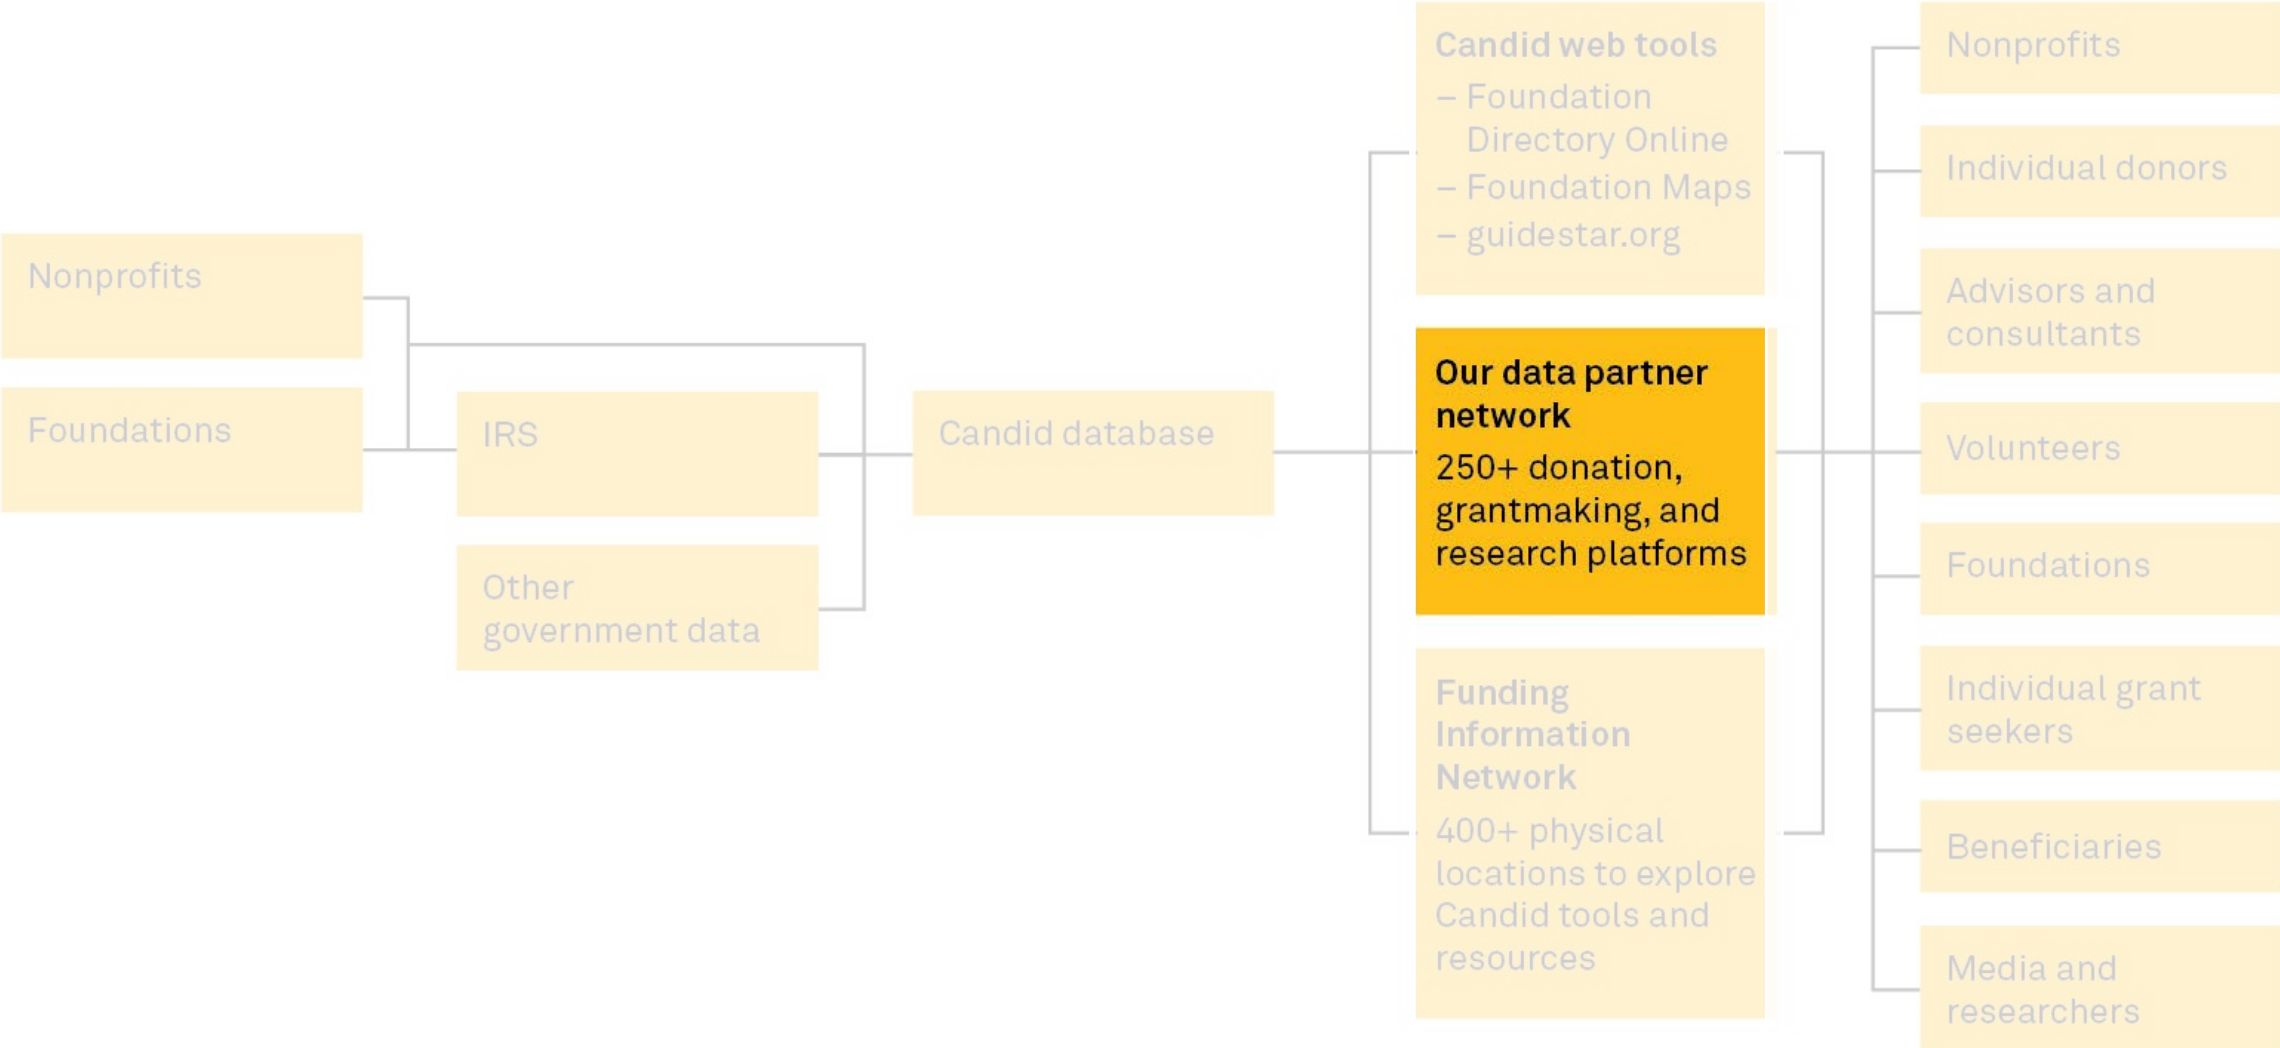 Nonprofits
Foundations
IRS
Other
government data
Candid database
Candid web tools
– Foundation
Directory Online
– Foundation Maps
– guidestar.org
Our data partner
network
250+ donation,
grantmaking, and
research platforms
Funding
Information
Network
400+ physical
locations to explore
Candid tools and
resources
Nonprofits
Individual donors
Advisors and
consultants
Volunteers
Foundations
Individual grant
seekers
Beneficiaries
Media and
researchers